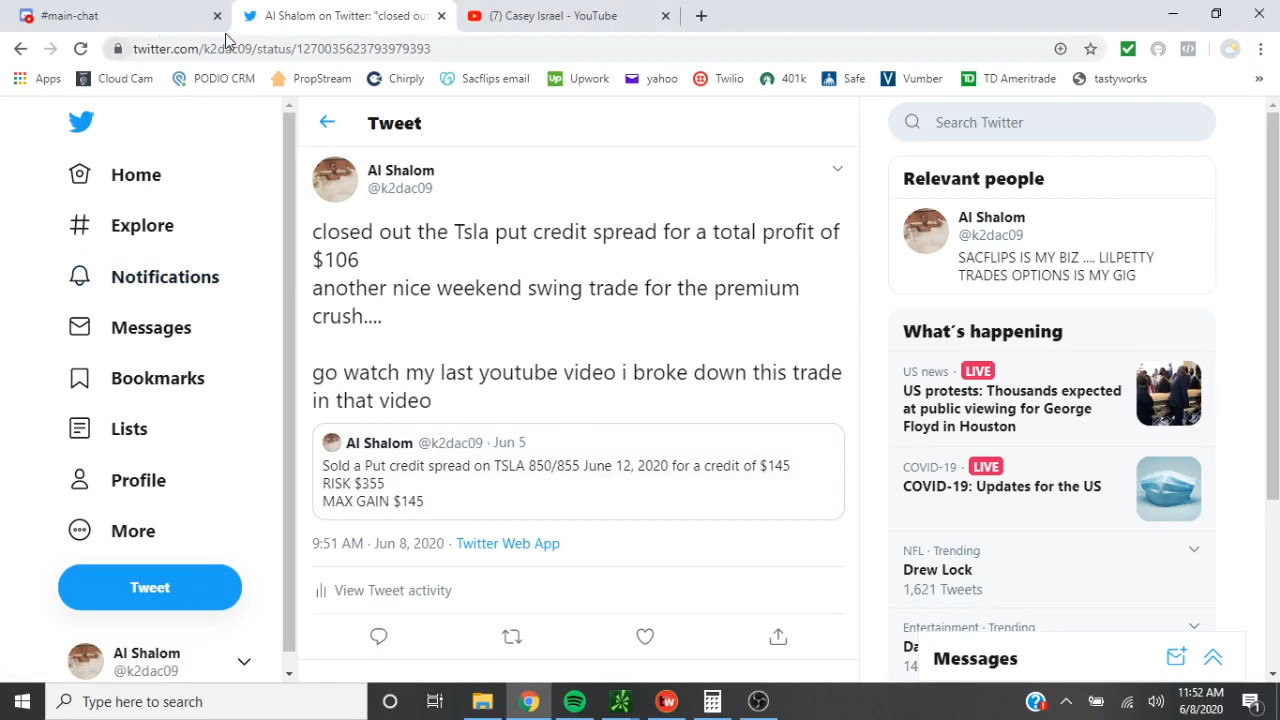 #main-chat
Al Shalom on Twitter: "closed out
(7) Casey Israel - YouTube
twitter.com/k2dac09/status/1270035623793979393
Apps
Cloud Cam
PODIO CRM
PropStream
Chirply
Sacflips email
Upwork
yahoo
Twilio
401k
Safe
Vumber
TD Ameritrade
tastyworks
Home
Explore
Notifications
Messages
Bookmarks
Lists
Profile
More
Tweet
Al Shalom
@k2dac09
Tweet
Al Shalom
@k2dac09
closed out the Tsla put credit spread for a total profit of
$106
another nice weekend swing trade for the premium
crush....
go watch my last youtube video i broke down this trade
in that video
Al Shalom @k2dac09 · Jun 5
Sold a Put credit spread on TSLA 850/855 June 12, 2020 for a credit of $145
RISK $355
MAX GAIN $145
9:51 AM · Jun 8, 2020 · Twitter Web App
View Tweet activity
Search Twitter
Relevant people
Al Shalom
@k2dac09
SACFLIPS IS MY BIZ .... LILPETTY
TRADES OPTIONS IS MY GIG
What's happening
US news · LIVE
US protests: Thousands expected
at public viewing for George
Floyd in Houston
COVID-19 · LIVE
COVID-19: Updates for the US
NFL · Trending
Drew Lock
1,621 Tweets
Entertainment · Trending
Da
14
Messages
Type here to search
11:52 AM
6/8/2020